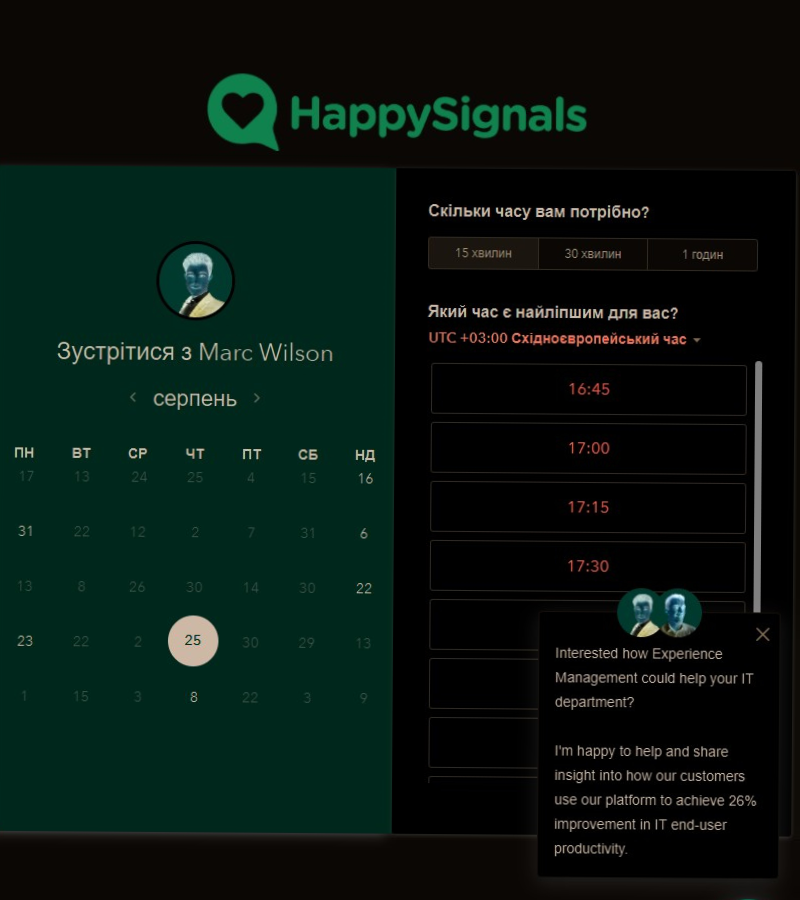 HappySignals
Зустрітися з Marc Wilson
серпень
ПН ВТ СР ЧТ ПТ СБ НД
17 13 24 25 4 15 16
31 22 12 2 7 31 6
13 8 26 30 14 30 22
23 22 2 25 30 29 13
1 15 3 8 22 3 9
Скільки часу вам потрібно?
15 хвилин 30 хвилин 1 годин
Який час є найліпшим для вас?
UTC +03:00 Східноєвропейський час
16:45
17:00
17:15
17:30
Interested how Experience
Management could help your IT
department?
I'm happy to help and share
insight into how our customers
use our platform to achieve 26%
improvement in IT end-user
productivity.